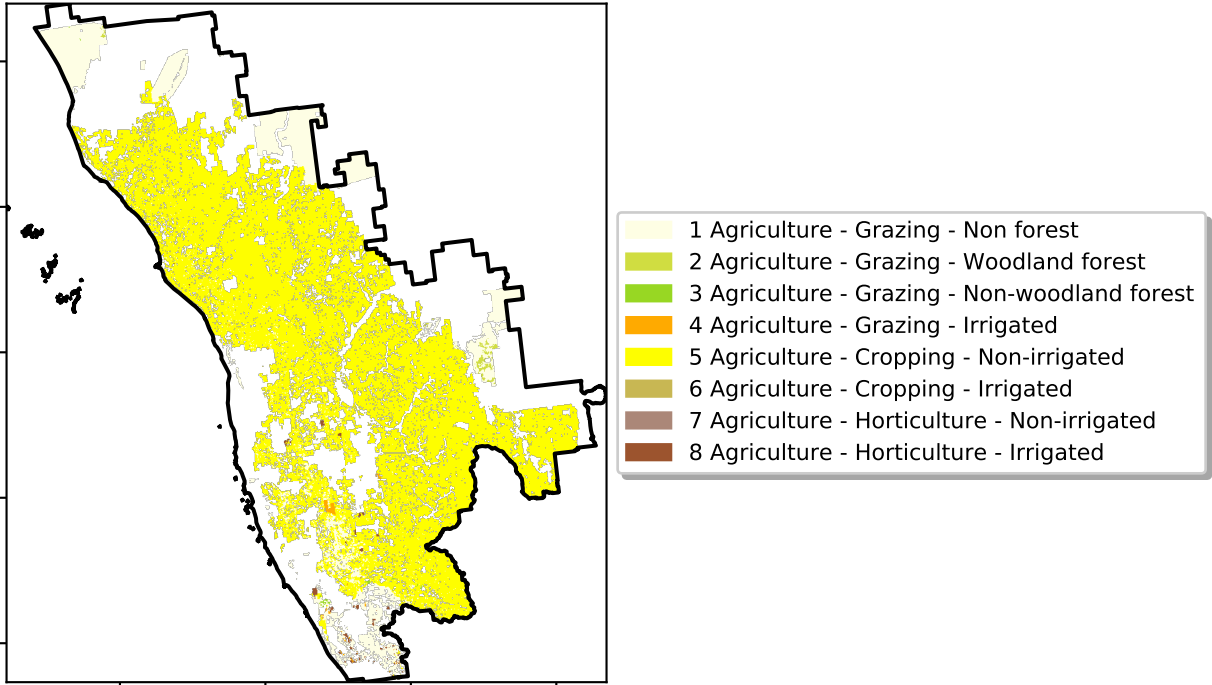 1 Agriculture - Grazing - Non forest
2 Agriculture - Grazing - Woodland forest
3 Agriculture - Grazing - Non-woodland forest
4 Agriculture - Grazing - Irrigated
5 Agriculture - Cropping - Non-irrigated
6 Agriculture - Cropping - Irrigated
7 Agriculture - Horticulture - Non-irrigated
8 Agriculture - Horticulture - Irrigated